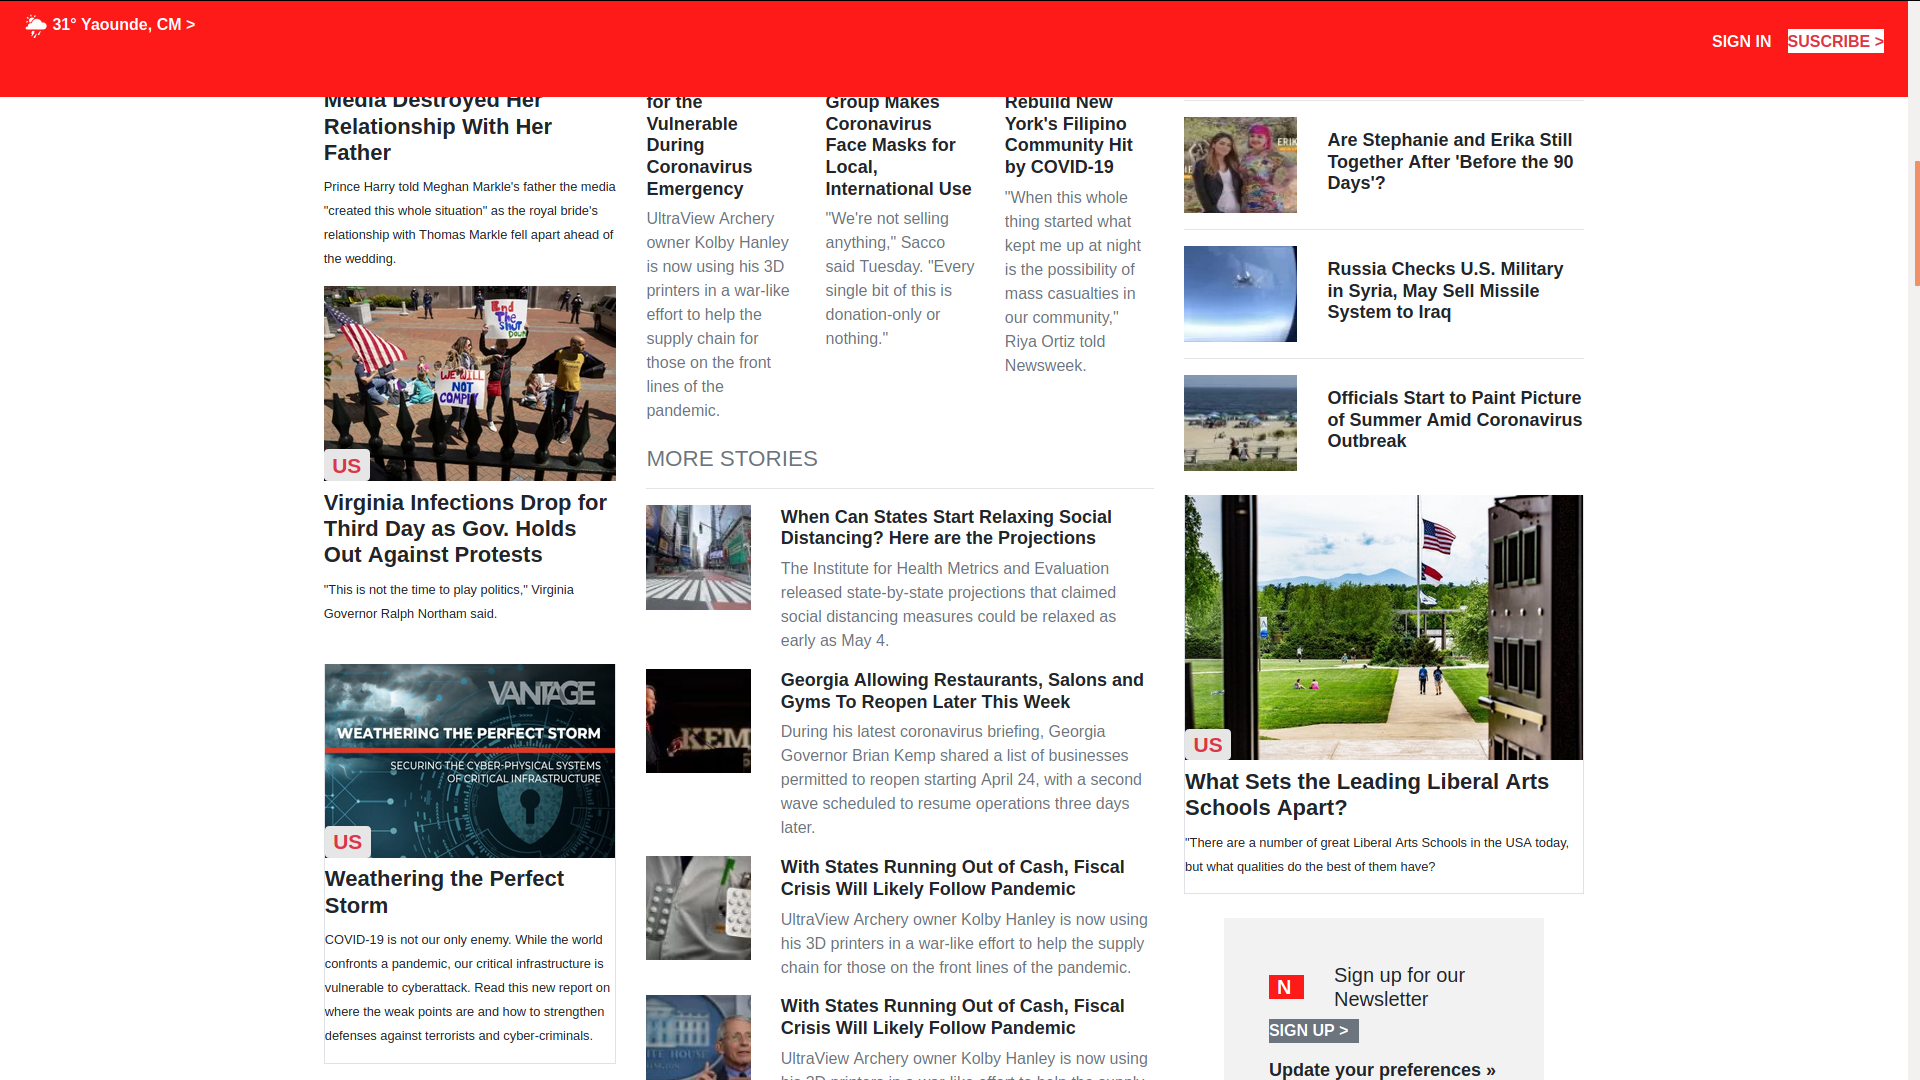 31° Yaounde, CM >
SIGN IN
SUSCRIBE >
Media Destroyed Her
Relationship With Her
Father
Prince Harry told Meghan Markle's father the media
"created this whole situation" as the royal bride's
relationship with Thomas Markle fell apart ahead of
the wedding.
End
The
Shut
Down
WE WILL
NOT
COMPLY
US
Virginia Infections Drop for
Third Day as Gov. Holds
Out Against Protests
"This is not the time to play politics," Virginia
Governor Ralph Northam said.
VANTAGE
WEATHERING THE PERFECT STORM
SECURING THE CYBER-PHYSICAL SYSTEMS
OF CRITICAL INFRASTRUCTURE
US
Weathering the Perfect
Storm
COVID-19 is not our only enemy. While the world
confronts a pandemic, our critical infrastructure is
vulnerable to cyberattack. Read this new report on
where the weak points are and how to strengthen
defenses against terrorists and cyber-criminals.
for the
Vulnerable
During
Coronavirus
Emergency
UltraView Archery
owner Kolby Hanley
is now using his 3D
printers in a war-like
effort to help the
supply chain for
those on the front
lines of the
pandemic.
Group Makes
Coronavirus
Face Masks for
Local,
International Use
"We're not selling
anything," Sacco
said Tuesday. "Every
single bit of this is
donation-only or
nothing."
Rebuild New
York's Filipino
Community Hit
by COVID-19
"When this whole
thing started what
kept me up at night
is the possibility of
mass casualties in
our community,"
Riya Ortiz told
Newsweek.
MORE STORIES
When Can States Start Relaxing Social
Distancing? Here are the Projections
The Institute for Health Metrics and Evaluation
released state-by-state projections that claimed
social distancing measures could be relaxed as
early as May 4.
KEM
Georgia Allowing Restaurants, Salons and
Gyms To Reopen Later This Week
During his latest coronavirus briefing, Georgia
Governor Brian Kemp shared a list of businesses
permitted to reopen starting April 24, with a second
wave scheduled to resume operations three days
later.
With States Running Out of Cash, Fiscal
Crisis Will Likely Follow Pandemic
UltraView Archery owner Kolby Hanley is now using
his 3D printers in a war-like effort to help the supply
chain for those on the front lines of the pandemic.
With States Running Out of Cash, Fiscal
Crisis Will Likely Follow Pandemic
UltraView Archery owner Kolby Hanley is now using
his 3D printers in a war-like effort to help the supply
ERIK
Are Stephanie and Erika Still
Together After 'Before the 90
Days'?
Russia Checks U.S. Military
in Syria, May Sell Missile
System to Iraq
Officials Start to Paint Picture
of Summer Amid Coronavirus
Outbreak
US
What Sets the Leading Liberal Arts
Schools Apart?
"There are a number of great Liberal Arts Schools in the USA today,
but what qualities do the best of them have?
N
Sign up for our
Newsletter
SIGN UP >
Update your preferences »